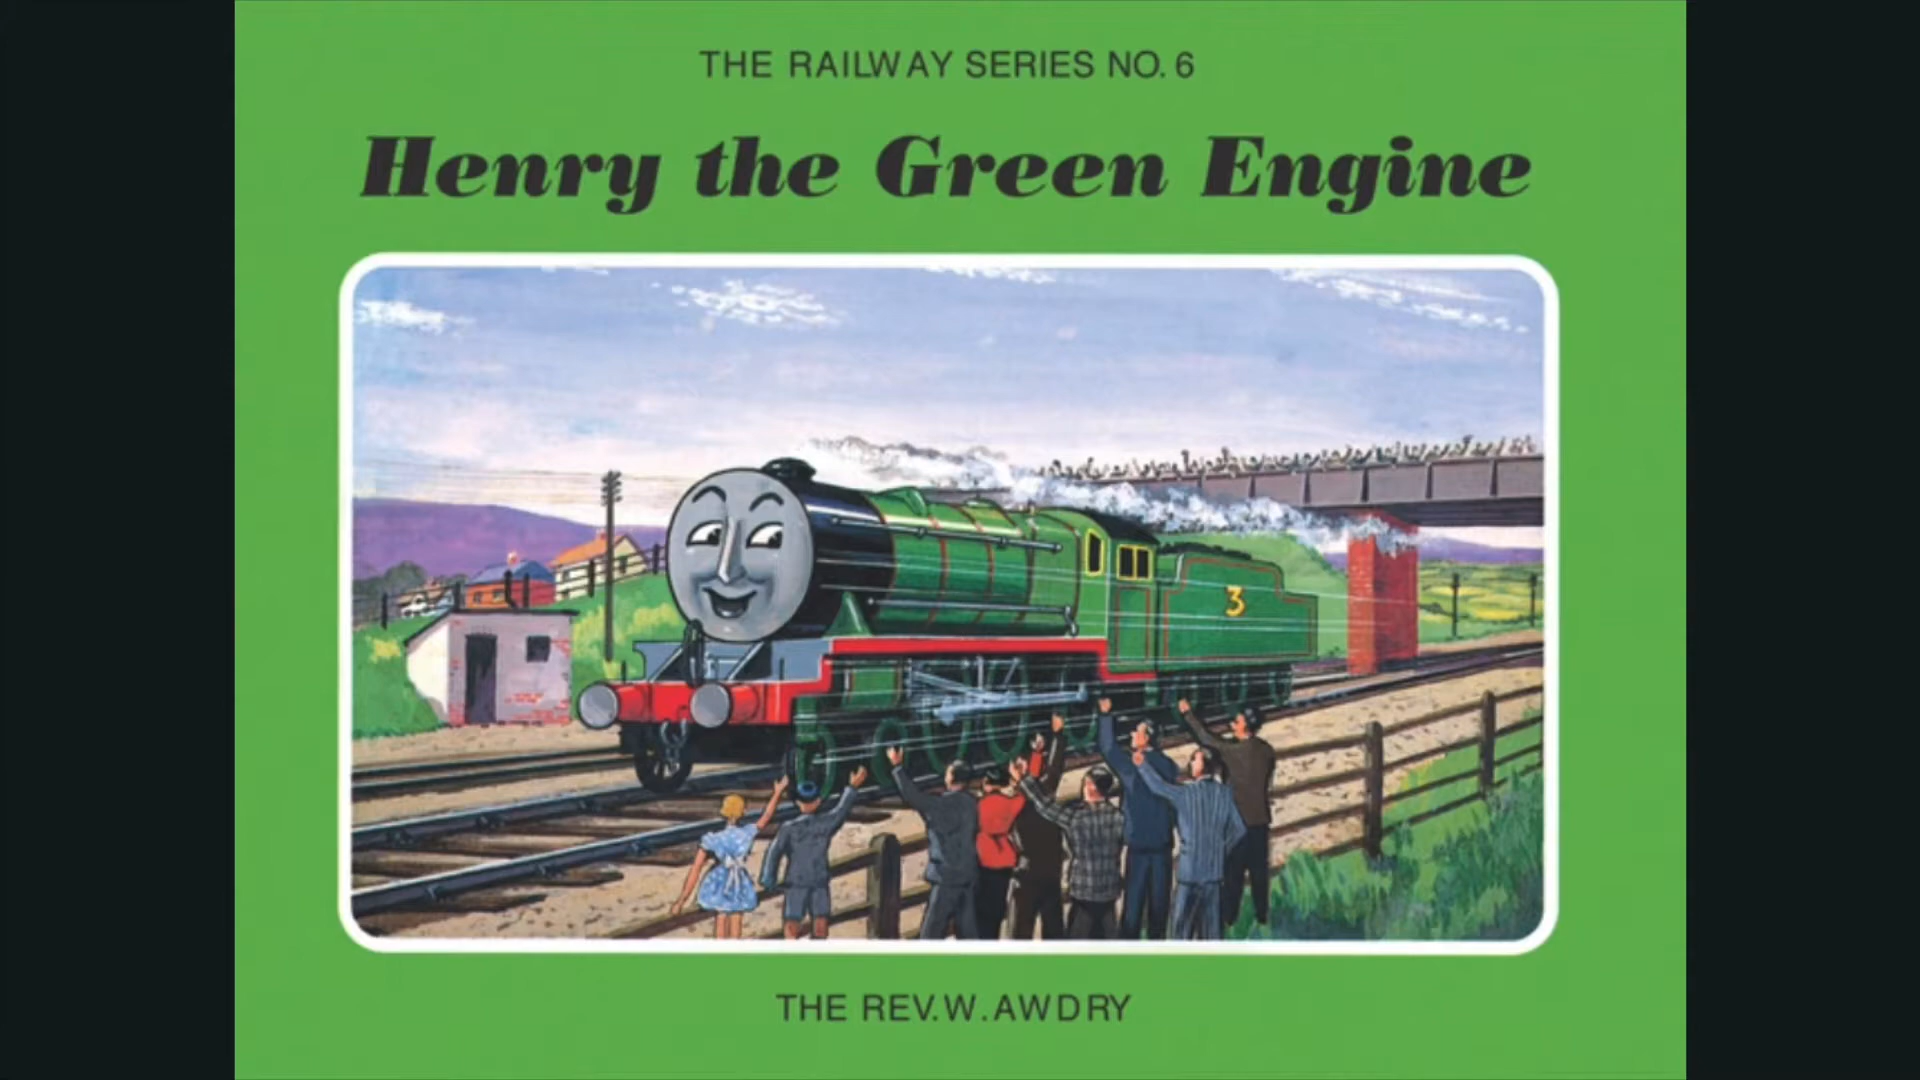 THE RAILWAY SERIES NO. 6
Henry the Green Engine
3
THE REV. W. AWDRY